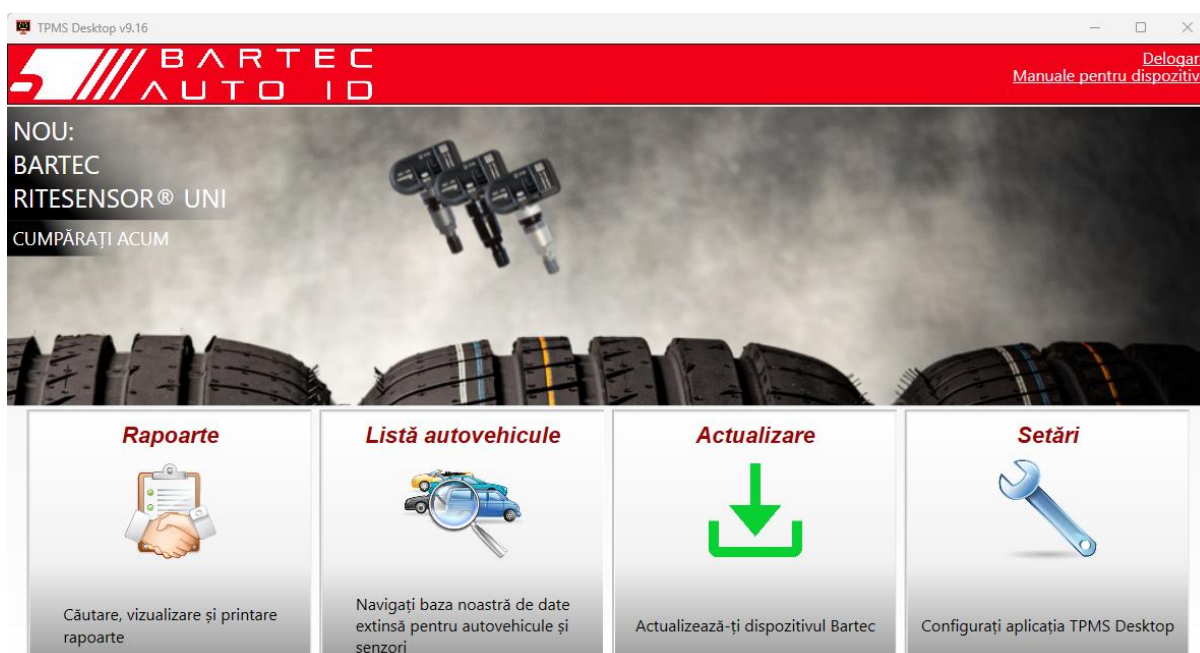 TPMS Desktop v9.16
BARTEC
AUTO ID
Delogar
Manuale pentru dispozitiv
NOU:
BARTEC
RITESENSOR® UNI
CUMPĂRAȚI ACUM
Rapoarte
Căutare, vizualizare și printare
rapoarte
Listă autovehicule
Navigați baza noastră de date
extinsă pentru autovehicule și
senzori
Actualizare
Actualizează-ți dispozitivul Bartec
Setări
Configurați aplicația TPMS Desktop